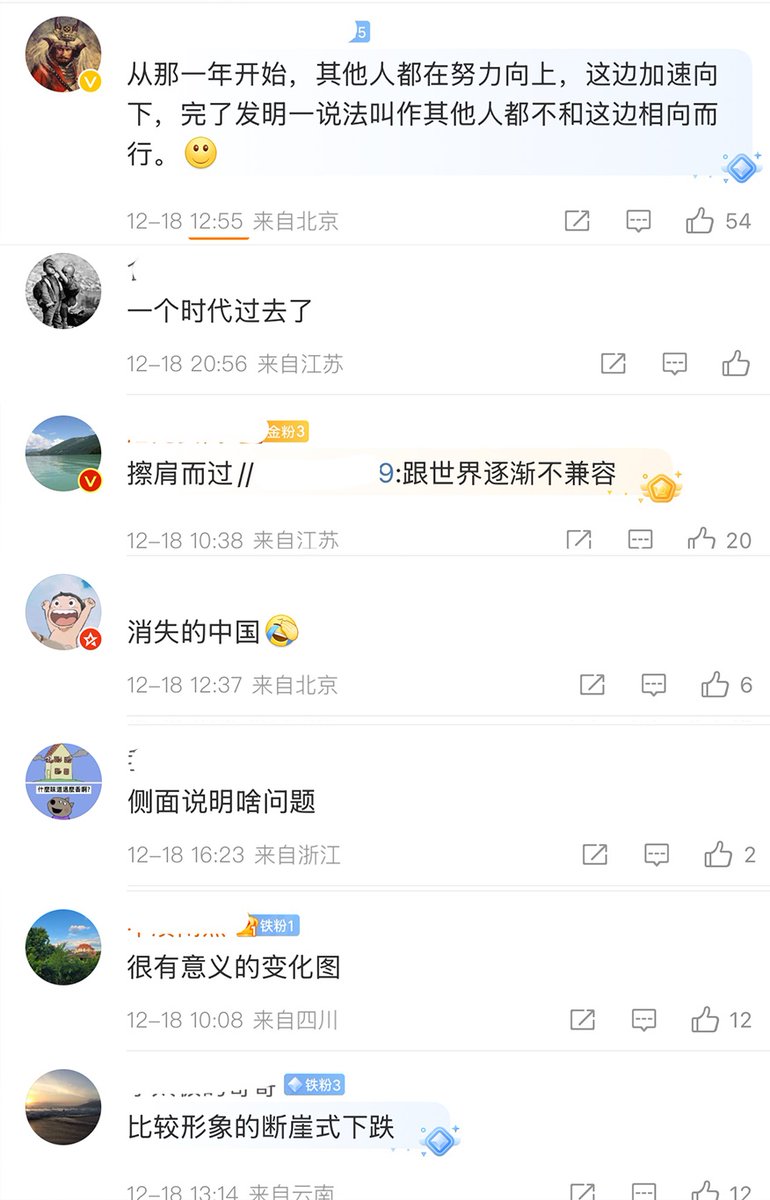 5
从那一年开始，其他人都在努力向上，这边加速向
下，完了发明一说法叫作其他人都不和这边相向而
行。
12-18 12:55 来自北京
54
一个时代过去了
12-18 20:56 来自江苏
金粉3
擦肩而过//
9:跟世界逐渐不兼容
12-18 10:38 来自江苏
20
消失的中国
12-18 12:37 来自北京
6
什麼味道這麼香啊?
侧面说明啥问题
12-18 16:23 来自浙江
2
铁粉1
很有意义的变化图
12-18 10:08 来自四川
12
铁粉3
比较形象的断崖式下跌
12-18 13:14 来自云南
12